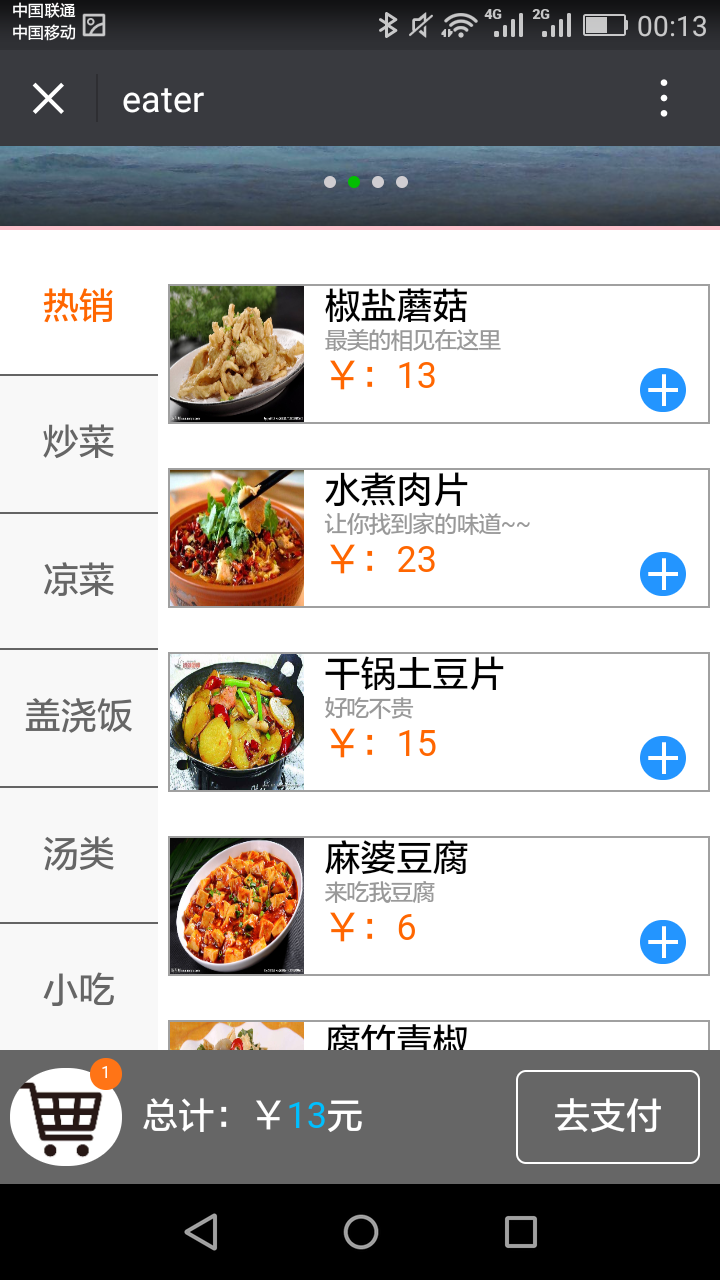 中国联通
中国移动
4G
2G
00:13
eater
热销
椒盐蘑菇
最美的相见在这里
￥：13
炒菜
水煮肉片
让你找到家的味道~~
￥：23
凉菜
盖浇饭
干锅土豆片
好吃不贵
￥：15
汤类
麻婆豆腐
来吃我豆腐
￥：6
小吃
腐竹青椒
1
总计：￥13元
去支付